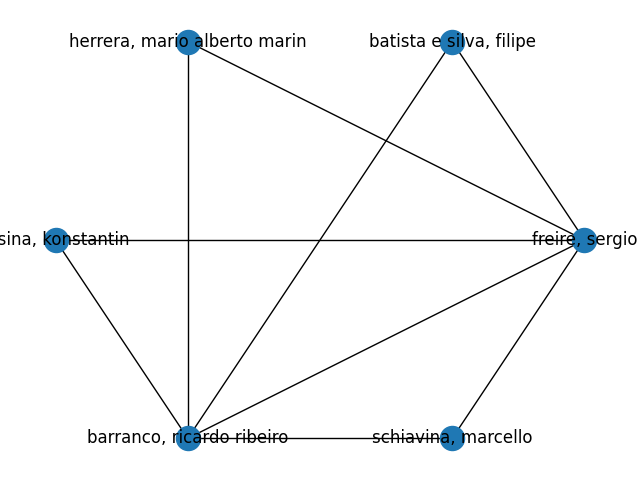 herrera, mario alberto marin
batista e silva, filipe
sina, konstantin
freire, sergio
barranco, ricardo ribeiro
schiavina, marcello